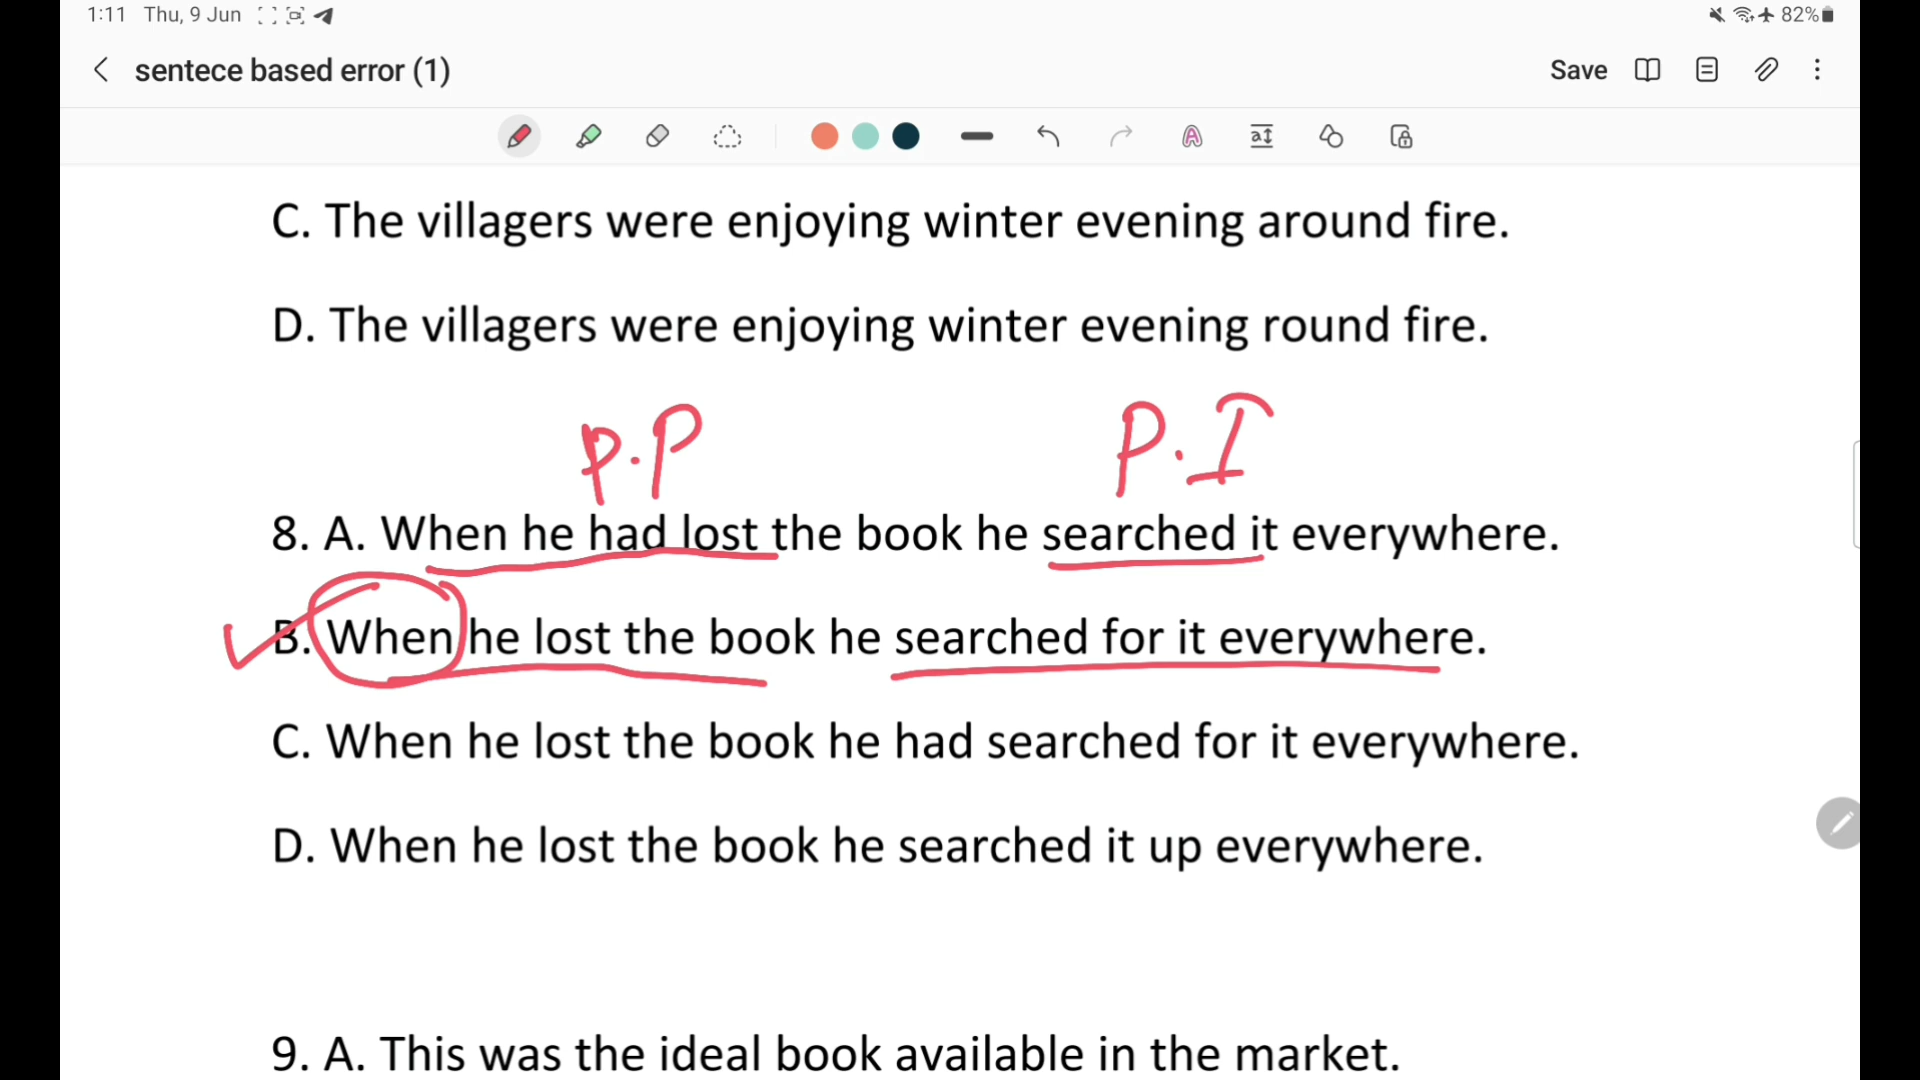 1:11 Thu, 9 Jun
82%
sentece based error (1)
Save
C. The villagers were enjoying winter evening around fire.
D. The villagers were enjoying winter evening round fire.
P.P P.I
8. A. When he had lost the book he searched it everywhere.
B. When he lost the book he searched for it everywhere.
C. When he lost the book he had searched for it everywhere.
D. When he lost the book he searched it up everywhere.
9. A. This was the ideal book available in the market.